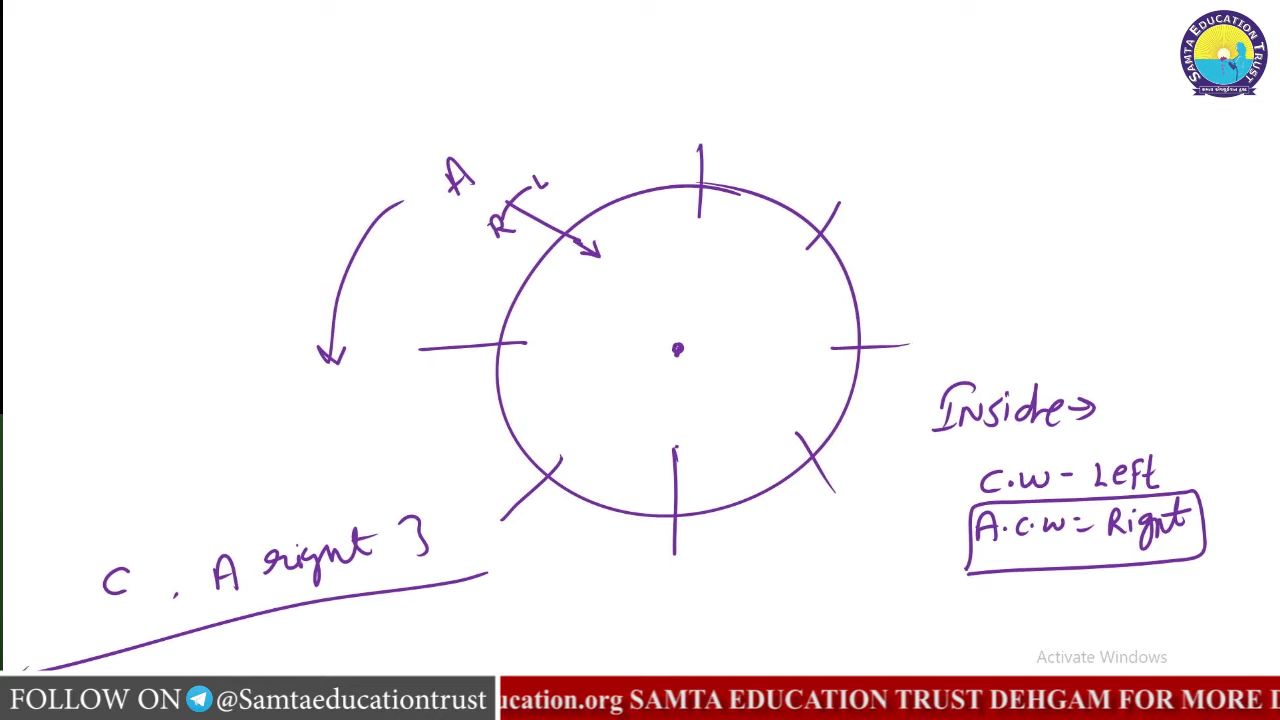 SAMTA EDUCATION TRUST
A
L
R
Inside →
C.W - Left
A.C.W = Right
C , A right 3
Activate Windows
FOLLOW ON @Samtaeducationtrust
ucation.org SAMTA EDUCATION TRUST DEHGAM FOR MORE